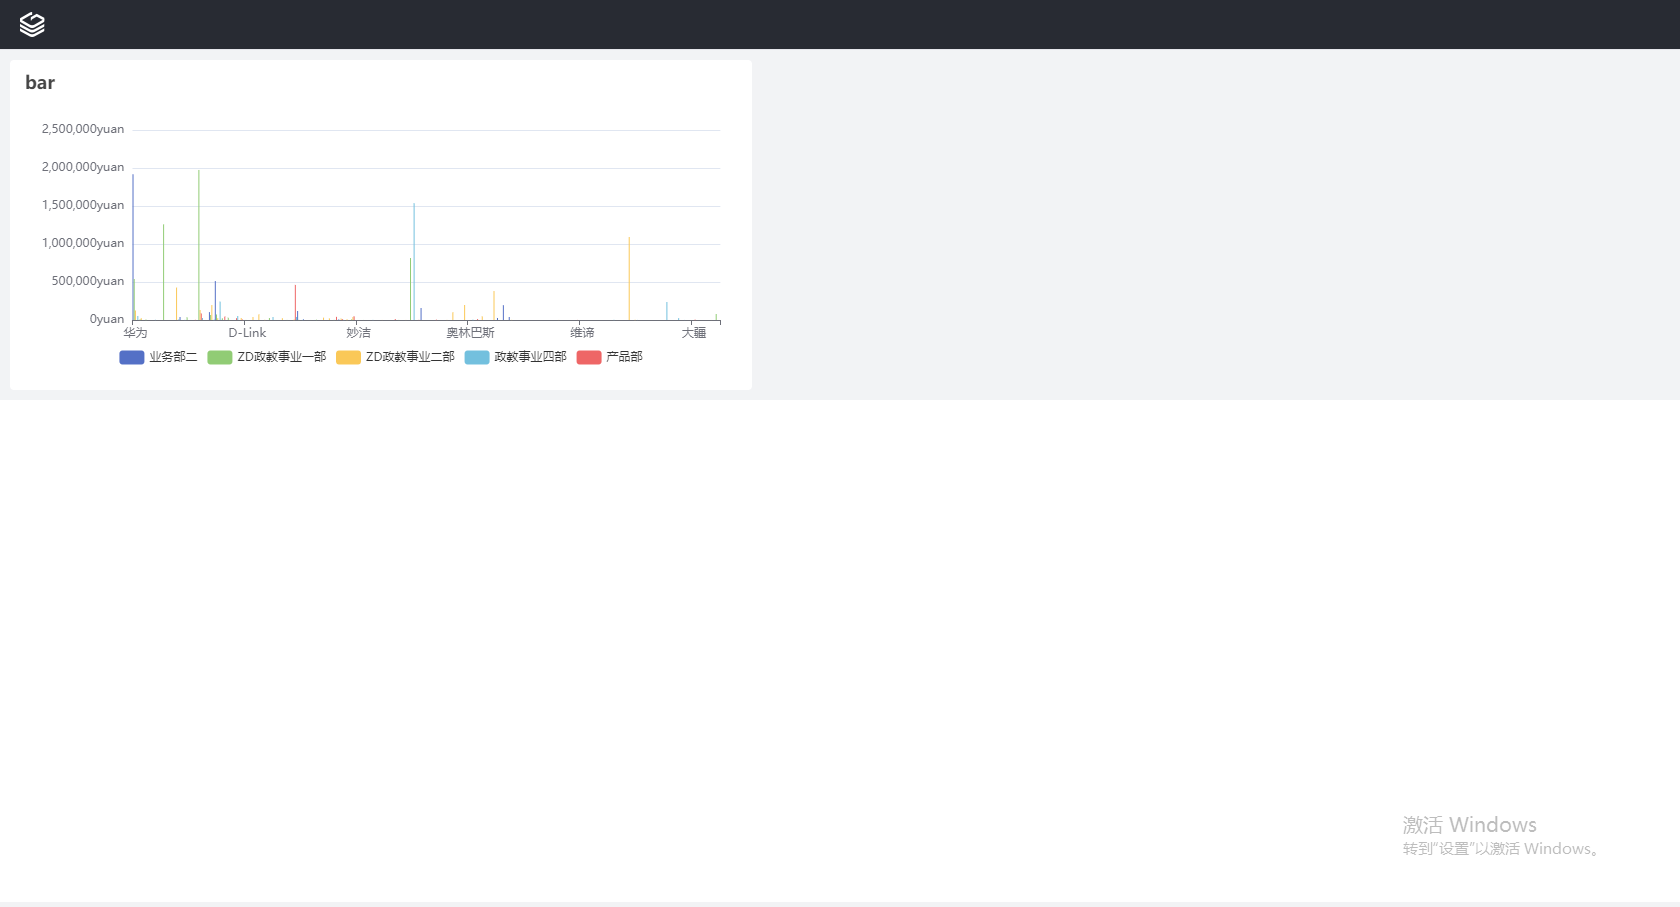 bar
2,500,000yuan
2,000,000yuan
1,500,000yuan
1,000,000yuan
500,000yuan
0yuan
华为 D-Link 妙洁 奥林巴斯 维谛 大疆
业务部二 ZD政教事业一部 ZD政教事业二部 政教事业四部 产品部
激活 Windows
转到“设置”以激活 Windows。